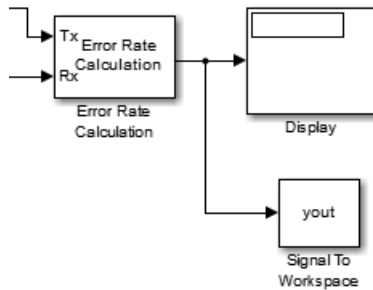 Tx
Error Rate
Calculation
Rx
Error Rate
Calculation
Display
yout
Signal To
Workspace